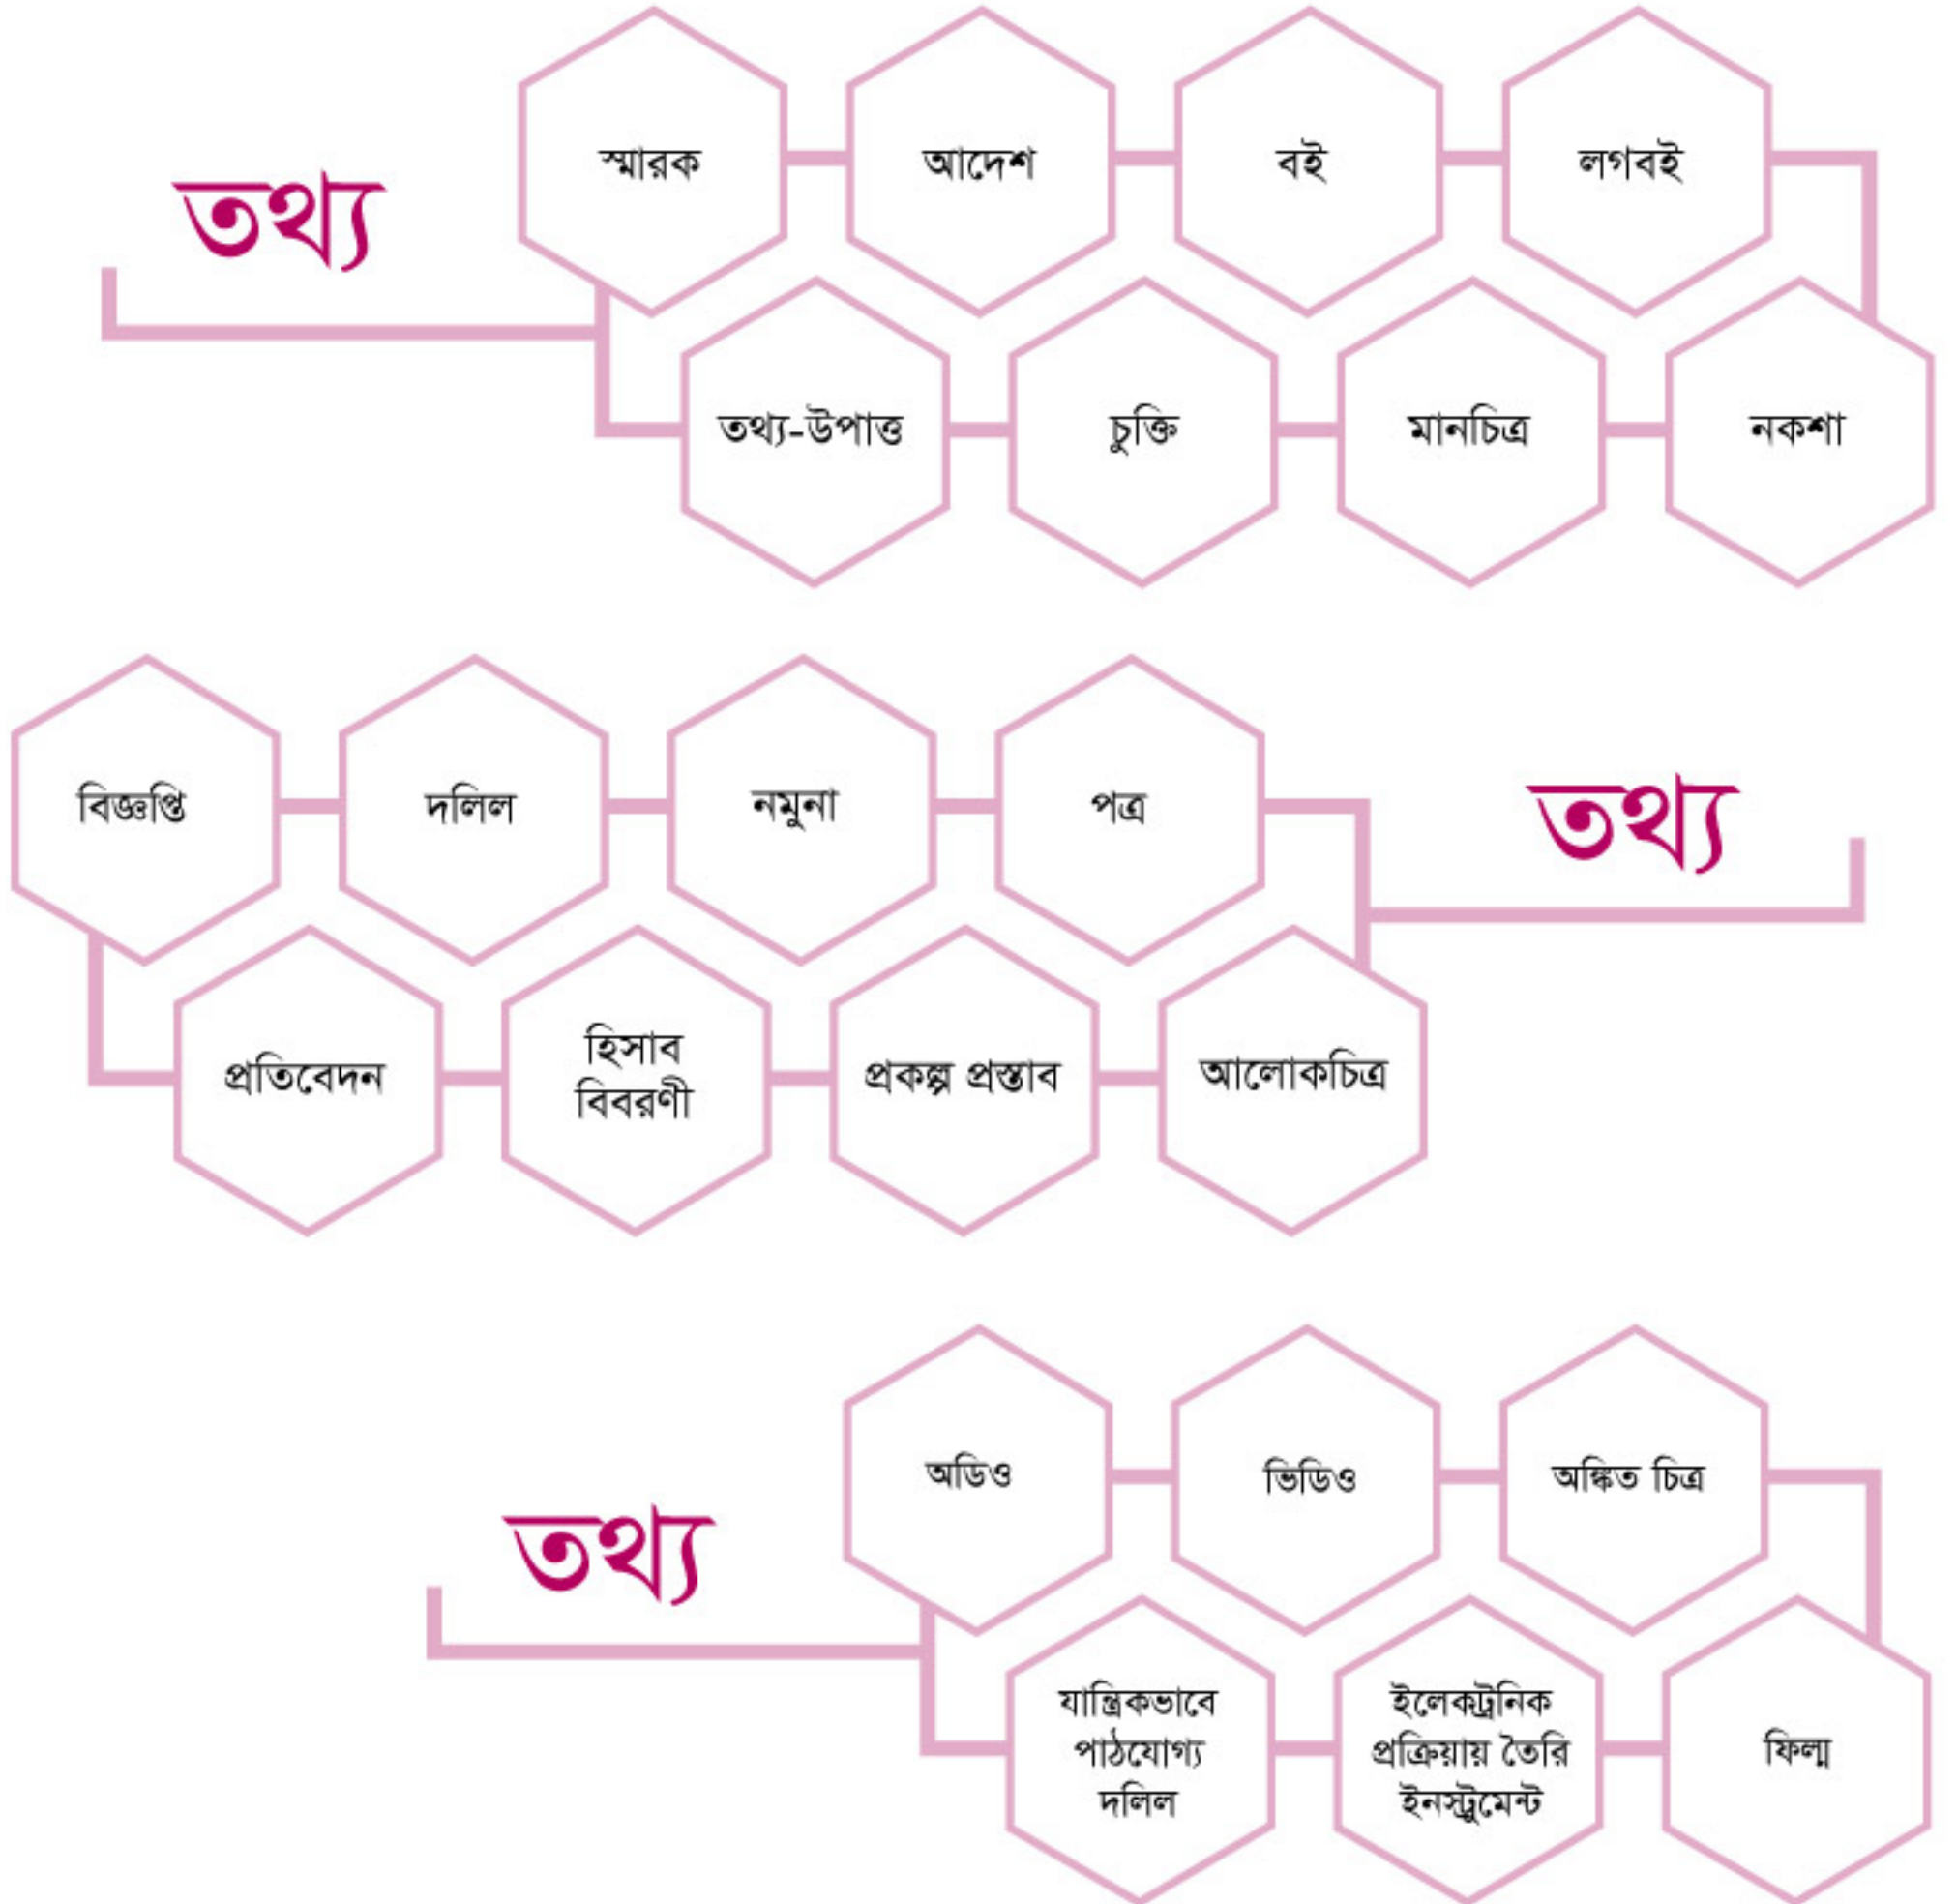 তথ্য
স্মারক
আদেশ
বই
লগবই
তথ্য-উপাত্ত
চুক্তি
মানচিত্র
নকশা
বিজ্ঞপ্তি
দলিল
নমুনা
পত্র
তথ্য
প্রতিবেদন
হিসাব
বিবরণী
প্রকল্প প্রস্তাব
আলোকচিত্র
তথ্য
অডিও
ভিডিও
অঙ্কিত চিত্র
যান্ত্রিকভাবে
পাঠযোগ্য
দলিল
ইলেকট্রনিক
প্রক্রিয়ায় তৈরি
ইনস্ট্রুমেন্ট
ফিল্ম